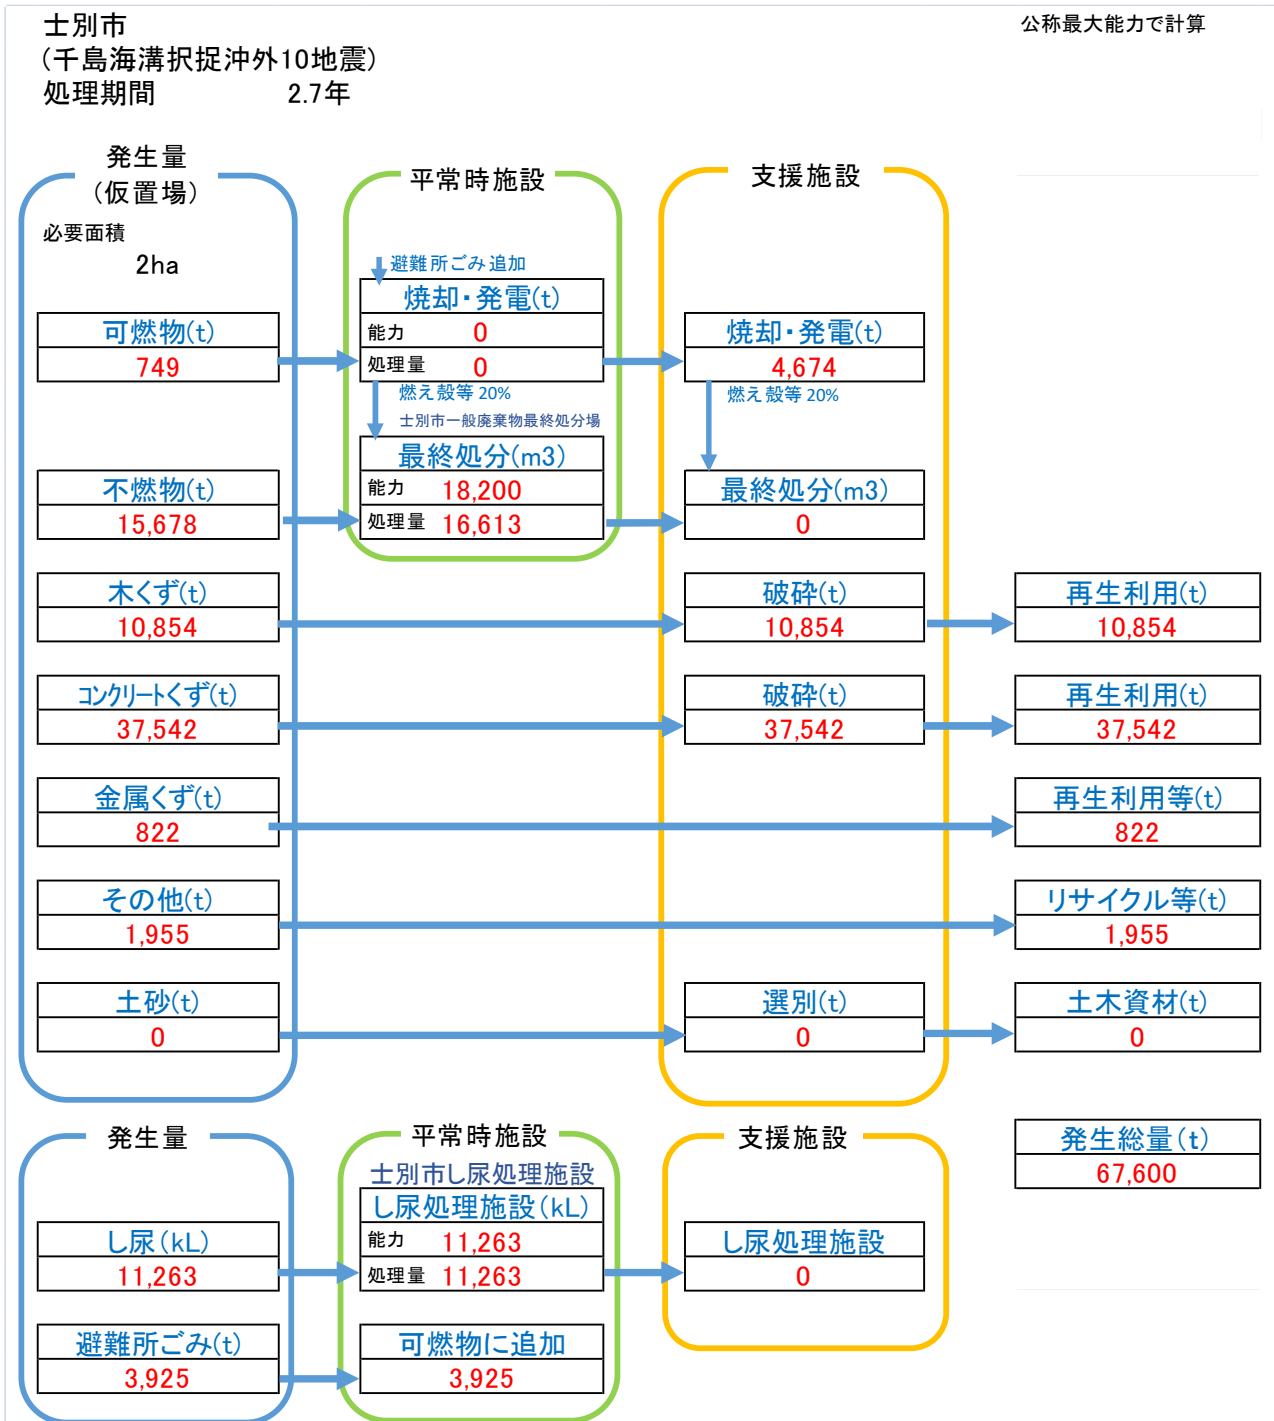 士別市
(千島海溝択捉沖外10地震)
処理期間 2.7年
公称最大能力で計算
発生量
(仮置場)
平常時施設
支援施設
必要面積
2ha
避難所ごみ追加
焼却・発電(t)
能力 0
処理量 0
可燃物(t)
749
焼却・発電(t)
4,674
燃え殻等 20%
燃え殻等 20%
士別市一般廃棄物最終処分場
最終処分(m3)
能力 18,200
処理量 16,613
不燃物(t)
15,678
最終処分(m3)
0
木くず(t)
10,854
破砕(t)
10,854
再生利用(t)
10,854
コンクリートくず(t)
37,542
破砕(t)
37,542
再生利用(t)
37,542
金属くず(t)
822
再生利用等(t)
822
その他(t)
1,955
リサイクル等(t)
1,955
土砂(t)
0
選別(t)
0
土木資材(t)
0
発生量
平常時施設
支援施設
発生総量(t)
67,600
士別市し尿処理施設
し尿処理施設(kL)
能力 11,263
処理量 11,263
し尿(kL)
11,263
し尿処理施設
0
避難所ごみ(t)
3,925
可燃物に追加
3,925